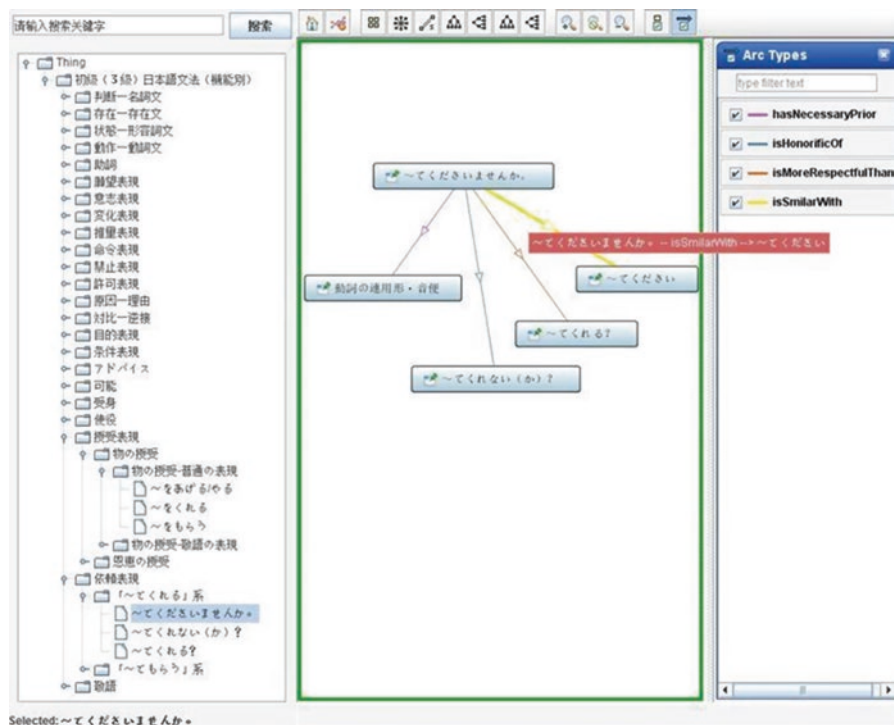 请输入搜索关键字
搜索
Thing
初級（3級）日本語文法（機能別）
判断一名詞文
存在一存在文
状態一形容詞文
動作一動詞文
助詞
願望表現
意志表現
変化表現
推量表現
命令表現
禁止表現
許可表現
原因一理由
対比一逆接
目的表現
条件表現
アドバイス
可能
受身
使役
授受表現
物の授受
物の授受-普通の表現
～をあげる/やる
～をくれる
～をもらう
物の授受-敬語の表現
恩恵の授受
依頼表現
「～てくれる」系
～てくださいませんか。
～てくれない（か）？
～てくれる？
「～てもらう」系
敬語
Selected:～てくださいませんか。
～てくださいませんか。
～てくださいませんか。-- isSmilarWith --> ～てください
動詞の連用形・音便
～てください
～てくれる？
～てくれない（か）？
Arc Types
type filter text
hasNecessaryPrior
isHonorificOf
isMoreRespectfulThan
isSmilarWith